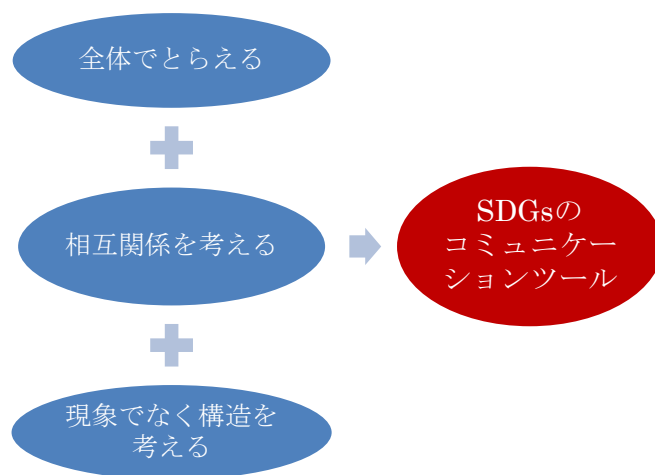 全体でとらえる
相互関係を考える
現象でなく構造を
考える
SDGsの
コミュニケー
ションツール